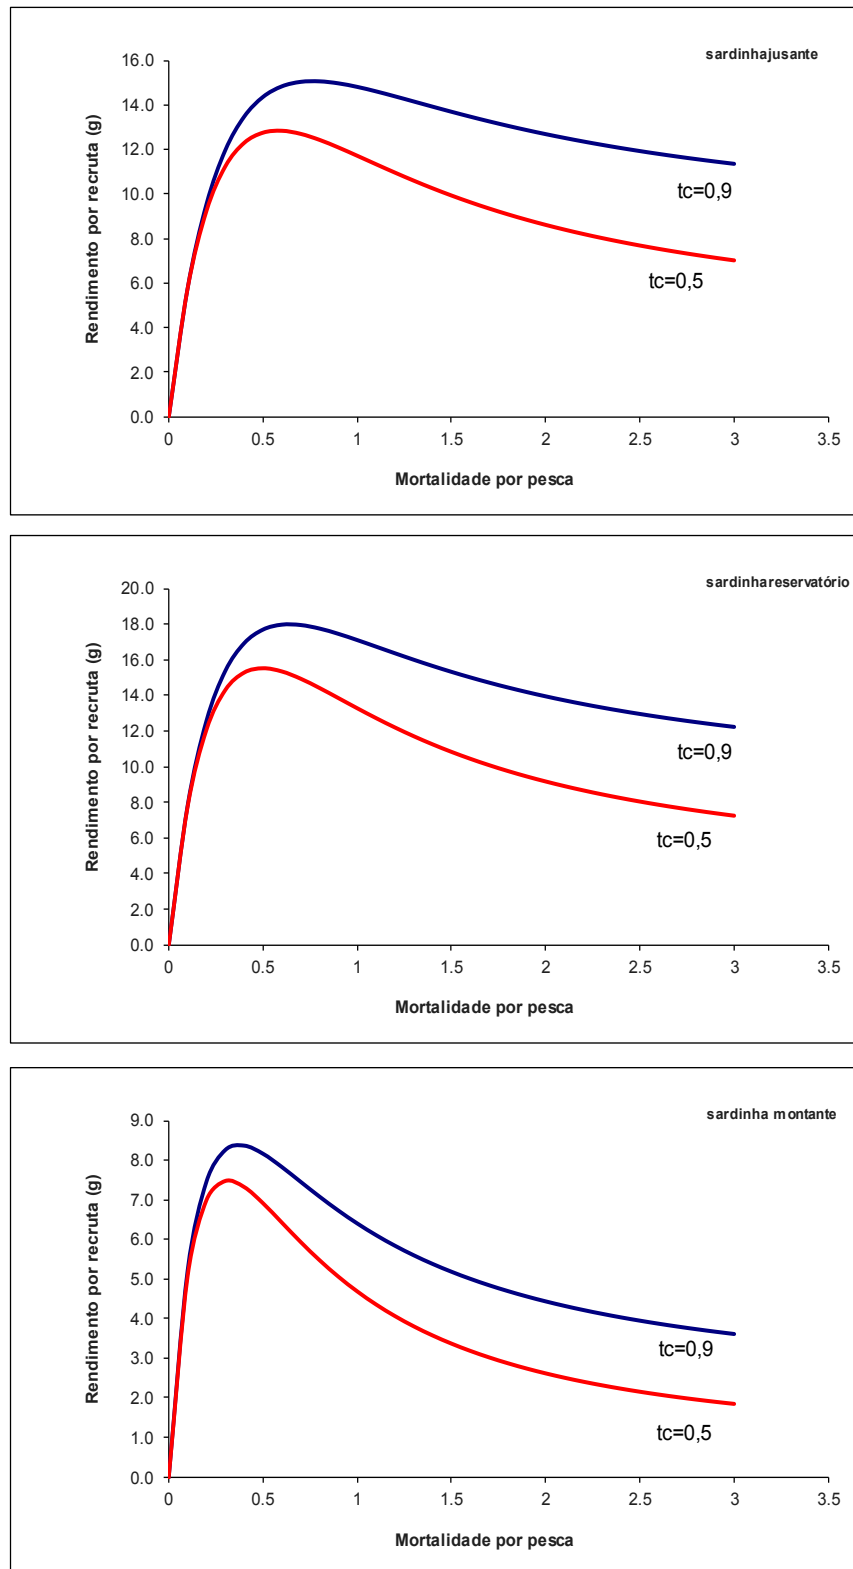 sardinhajusante
Rendimento por recruta (g)
16.0
14.0
12.0
10.0
8.0
6.0
4.0
2.0
0.0
tc=0,9
tc=0,5
0 0.5 1 1.5 2 2.5 3 3.5
Mortalidade por pesca
sardinhareservatório
Rendimento por recruta (g)
20.0
18.0
16.0
14.0
12.0
10.0
8.0
6.0
4.0
2.0
0.0
tc=0,9
tc=0,5
0 0.5 1 1.5 2 2.5 3 3.5
Mortalidade por pesca
sardinha montante
Rendimento por recruta (g)
9.0
8.0
7.0
6.0
5.0
4.0
3.0
2.0
1.0
0.0
tc=0,9
tc=0,5
0 0.5 1 1.5 2 2.5 3 3.5
Mortalidade por pesca